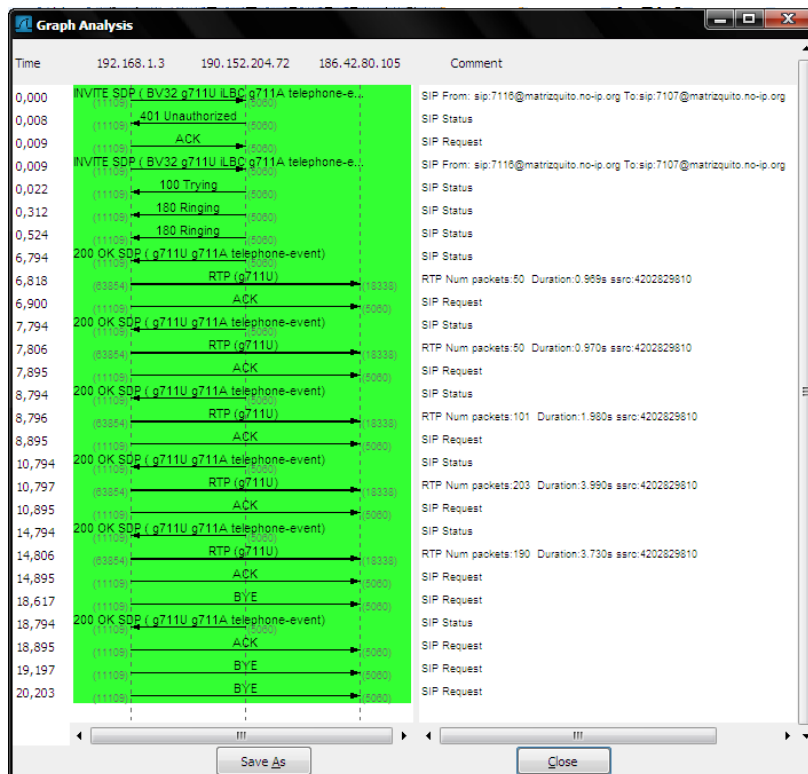 Graph Analysis
Time 192.168.1.3 190.152.204.72 186.42.80.105 Comment
0,000 INVITE SDP ( BV32 g711U iLBC g711A telephone-e... (11109) (5060) SIP From: sip:7116@matrizquito.no-ip.org To:sip:7107@matrizquito.no-ip.org
0,008 401 Unauthorized (11109) (5060) SIP Status
0,009 ACK (11109) (5060) SIP Request
0,009 INVITE SDP ( BV32 g711U iLBC g711A telephone-e... (11109) (5060) SIP From: sip:7116@matrizquito.no-ip.org To:sip:7107@matrizquito.no-ip.org
0,022 100 Trying (11109) (5060) SIP Status
0,312 180 Ringing (11109) (5060) SIP Status
0,524 180 Ringing (11109) (5060) SIP Status
6,794 200 OK SDP ( g711U g711A telephone-event) (11109) (5060) SIP Status
6,818 RTP (g711U) (63854) (18338) RTP Num packets:50 Duration:0.969s ssrc:4202829810
6,900 ACK (11109) (5060) SIP Request
7,794 200 OK SDP ( g711U g711A telephone-event) (11109) (5060) SIP Status
7,806 RTP (g711U) (63854) (18338) RTP Num packets:50 Duration:0.970s ssrc:4202829810
7,895 ACK (11109) (5060) SIP Request
8,794 200 OK SDP ( g711U g711A telephone-event) (11109) (5060) SIP Status
8,796 RTP (g711U) (63854) (18338) RTP Num packets:101 Duration:1.980s ssrc:4202829810
8,895 ACK (11109) (5060) SIP Request
10,794 200 OK SDP ( g711U g711A telephone-event) (11109) (5060) SIP Status
10,797 RTP (g711U) (63854) (18338) RTP Num packets:203 Duration:3.990s ssrc:4202829810
10,895 ACK (11109) (5060) SIP Request
14,794 200 OK SDP ( g711U g711A telephone-event) (11109) (5060) SIP Status
14,806 RTP (g711U) (63854) (18338) RTP Num packets:190 Duration:3.730s ssrc:4202829810
14,895 ACK (11109) (5060) SIP Request
18,617 BYE (11109) (5060) SIP Request
18,794 200 OK SDP ( g711U g711A telephone-event) (11109) (5060) SIP Status
18,895 ACK (11109) (5060) SIP Request
19,197 BYE (11109) (5060) SIP Request
20,203 BYE (11109) (5060) SIP Request
Save As Close